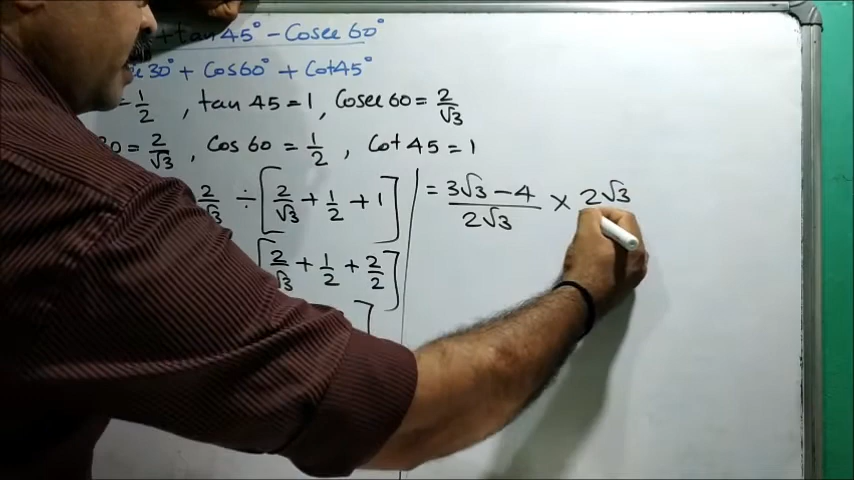 + tan 45° - Cosec 60°
30° + Cos 60° + Cot 45°
= 1/2 , tan 45 = 1 , Cosec 60 = 2/√3
30 = 2/√3 , Cos 60 = 1/2 , Cot 45 = 1
2/√3 ÷ [ 2/√3 + 1/2 + 1 ]
[ 2/√3 + 1/2 + 2/2 ]
]
= (3√3 - 4)/(2√3) × 2√3